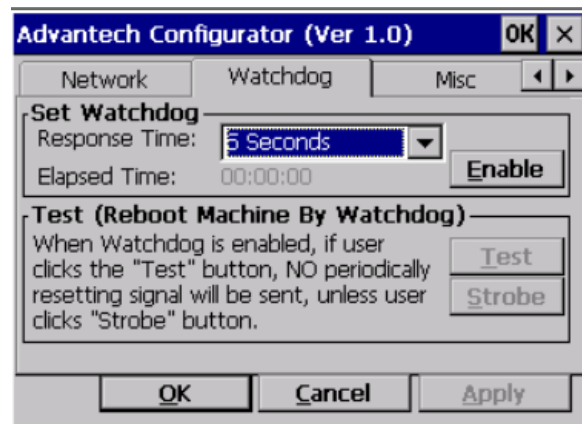 Advantech Configurator (Ver 1.0) OK ×
Network Watchdog Misc
Set Watchdog
Response Time: 6 Seconds
Elapsed Time: 00:00:00 Enable
Test (Reboot Machine By Watchdog)
When Watchdog is enabled, if user
clicks the "Test" button, NO periodically
resetting signal will be sent, unless user
clicks "Strobe" button.
Test
Strobe
OK Cancel Apply